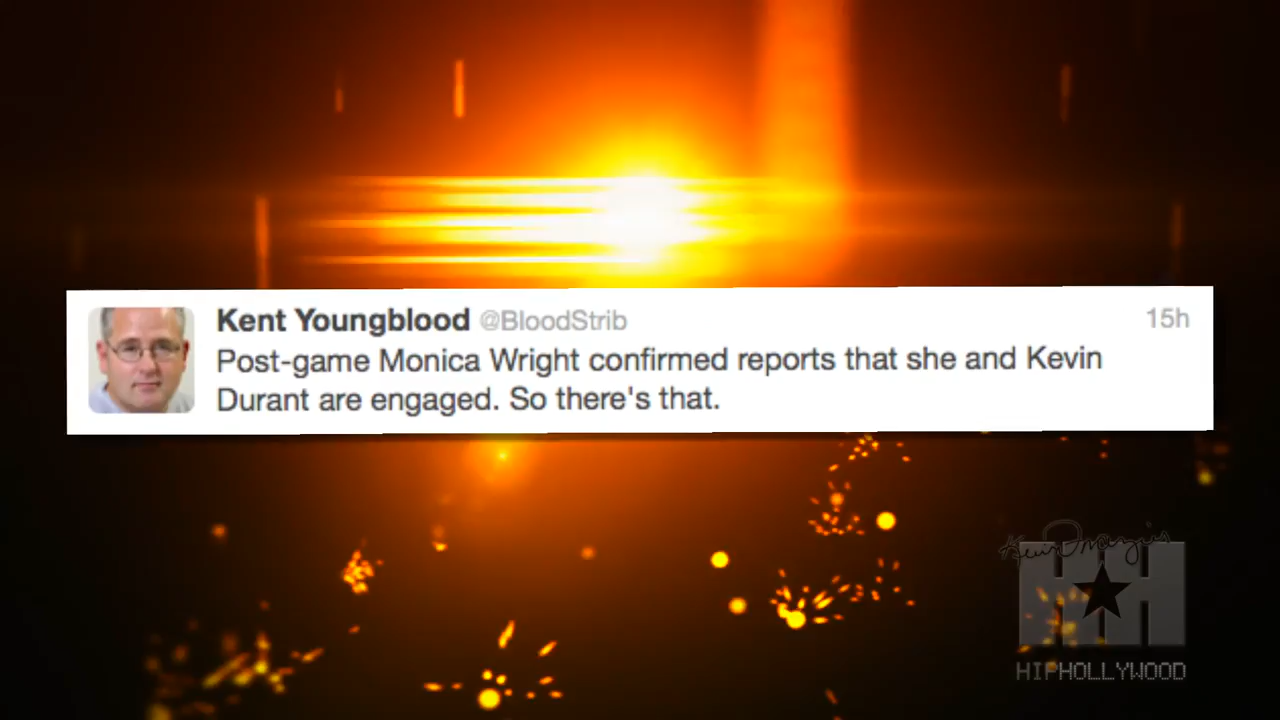 Kent Youngblood @BloodStrib 15h
Post-game Monica Wright confirmed reports that she and Kevin
Durant are engaged. So there's that.
HH
HIPHOLLYWOOD